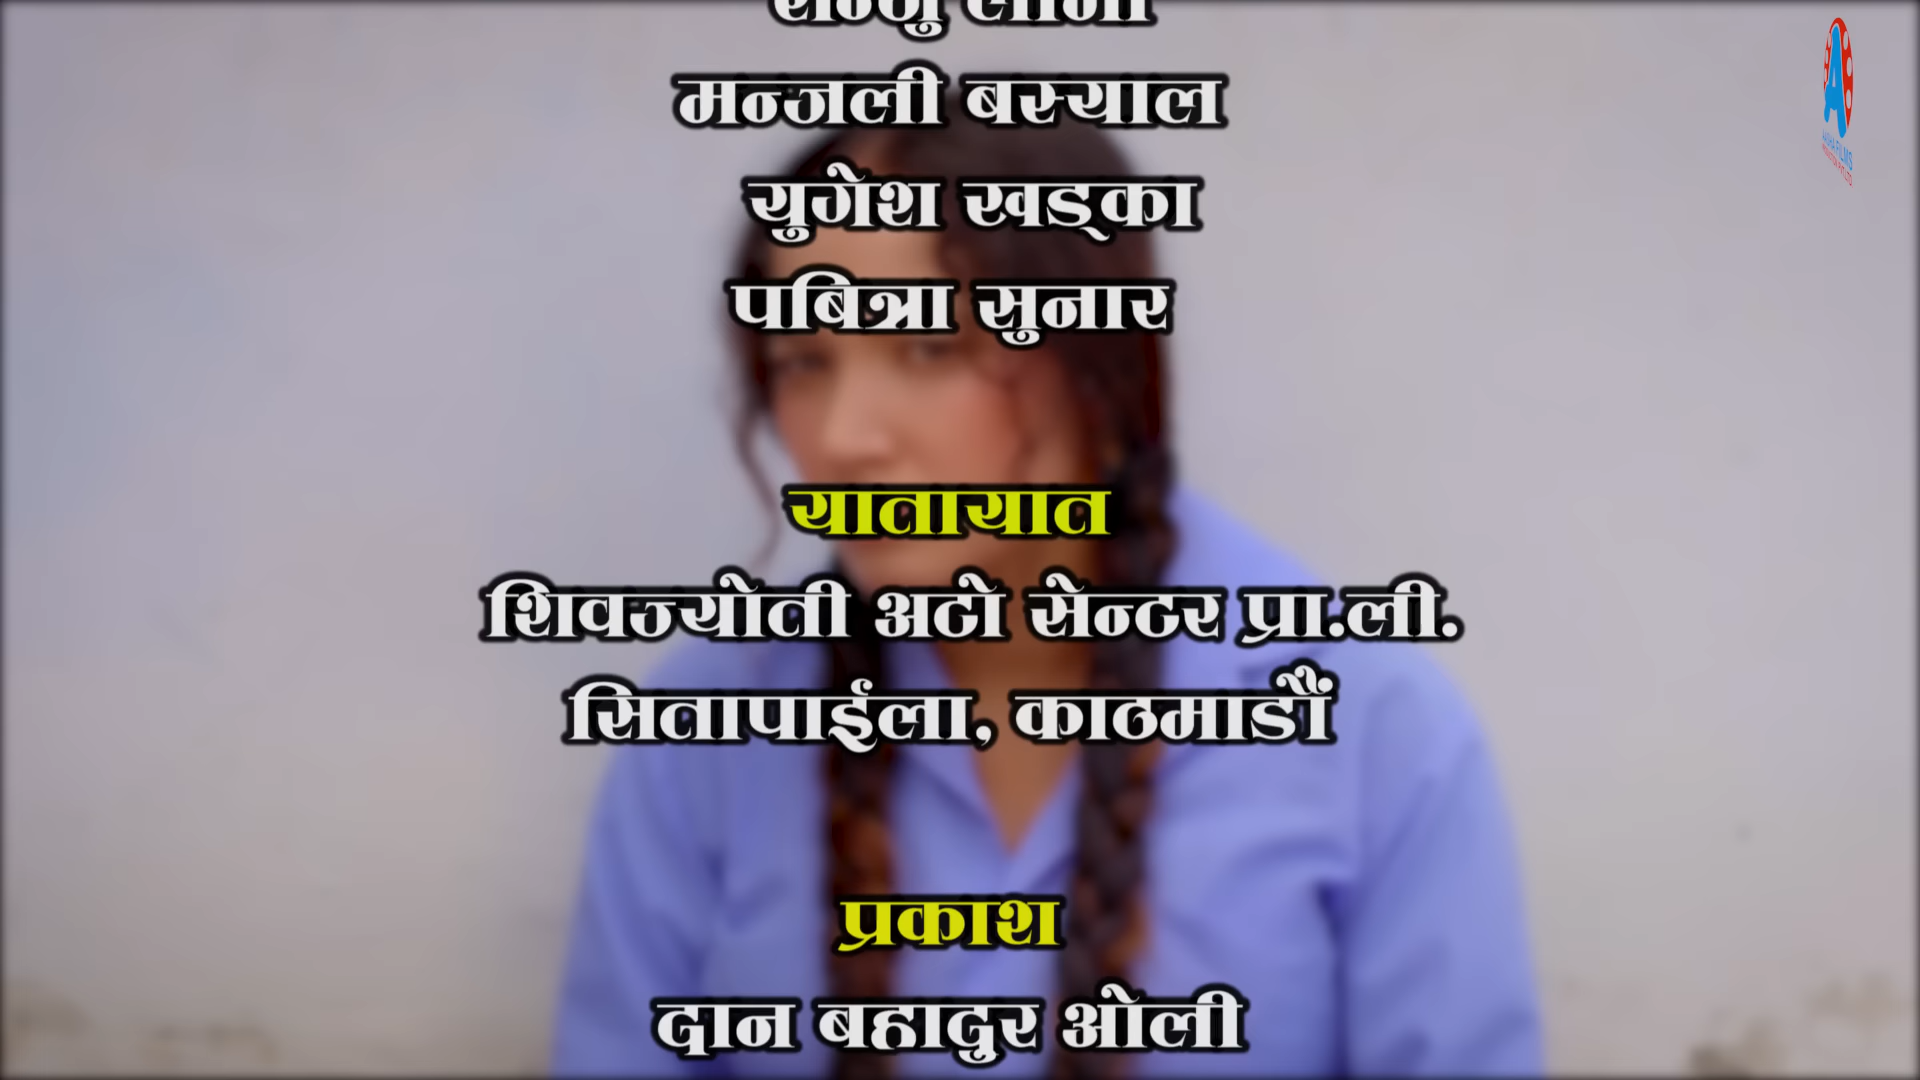 मन्जली बस्याल
युगेश खड्का
पबित्रा सुनार
यातायात
शिवज्योती अटो सेन्टर प्रा.ली.
सितापाईला, काठमाडौं
प्रकाश
दान बहादुर ओली